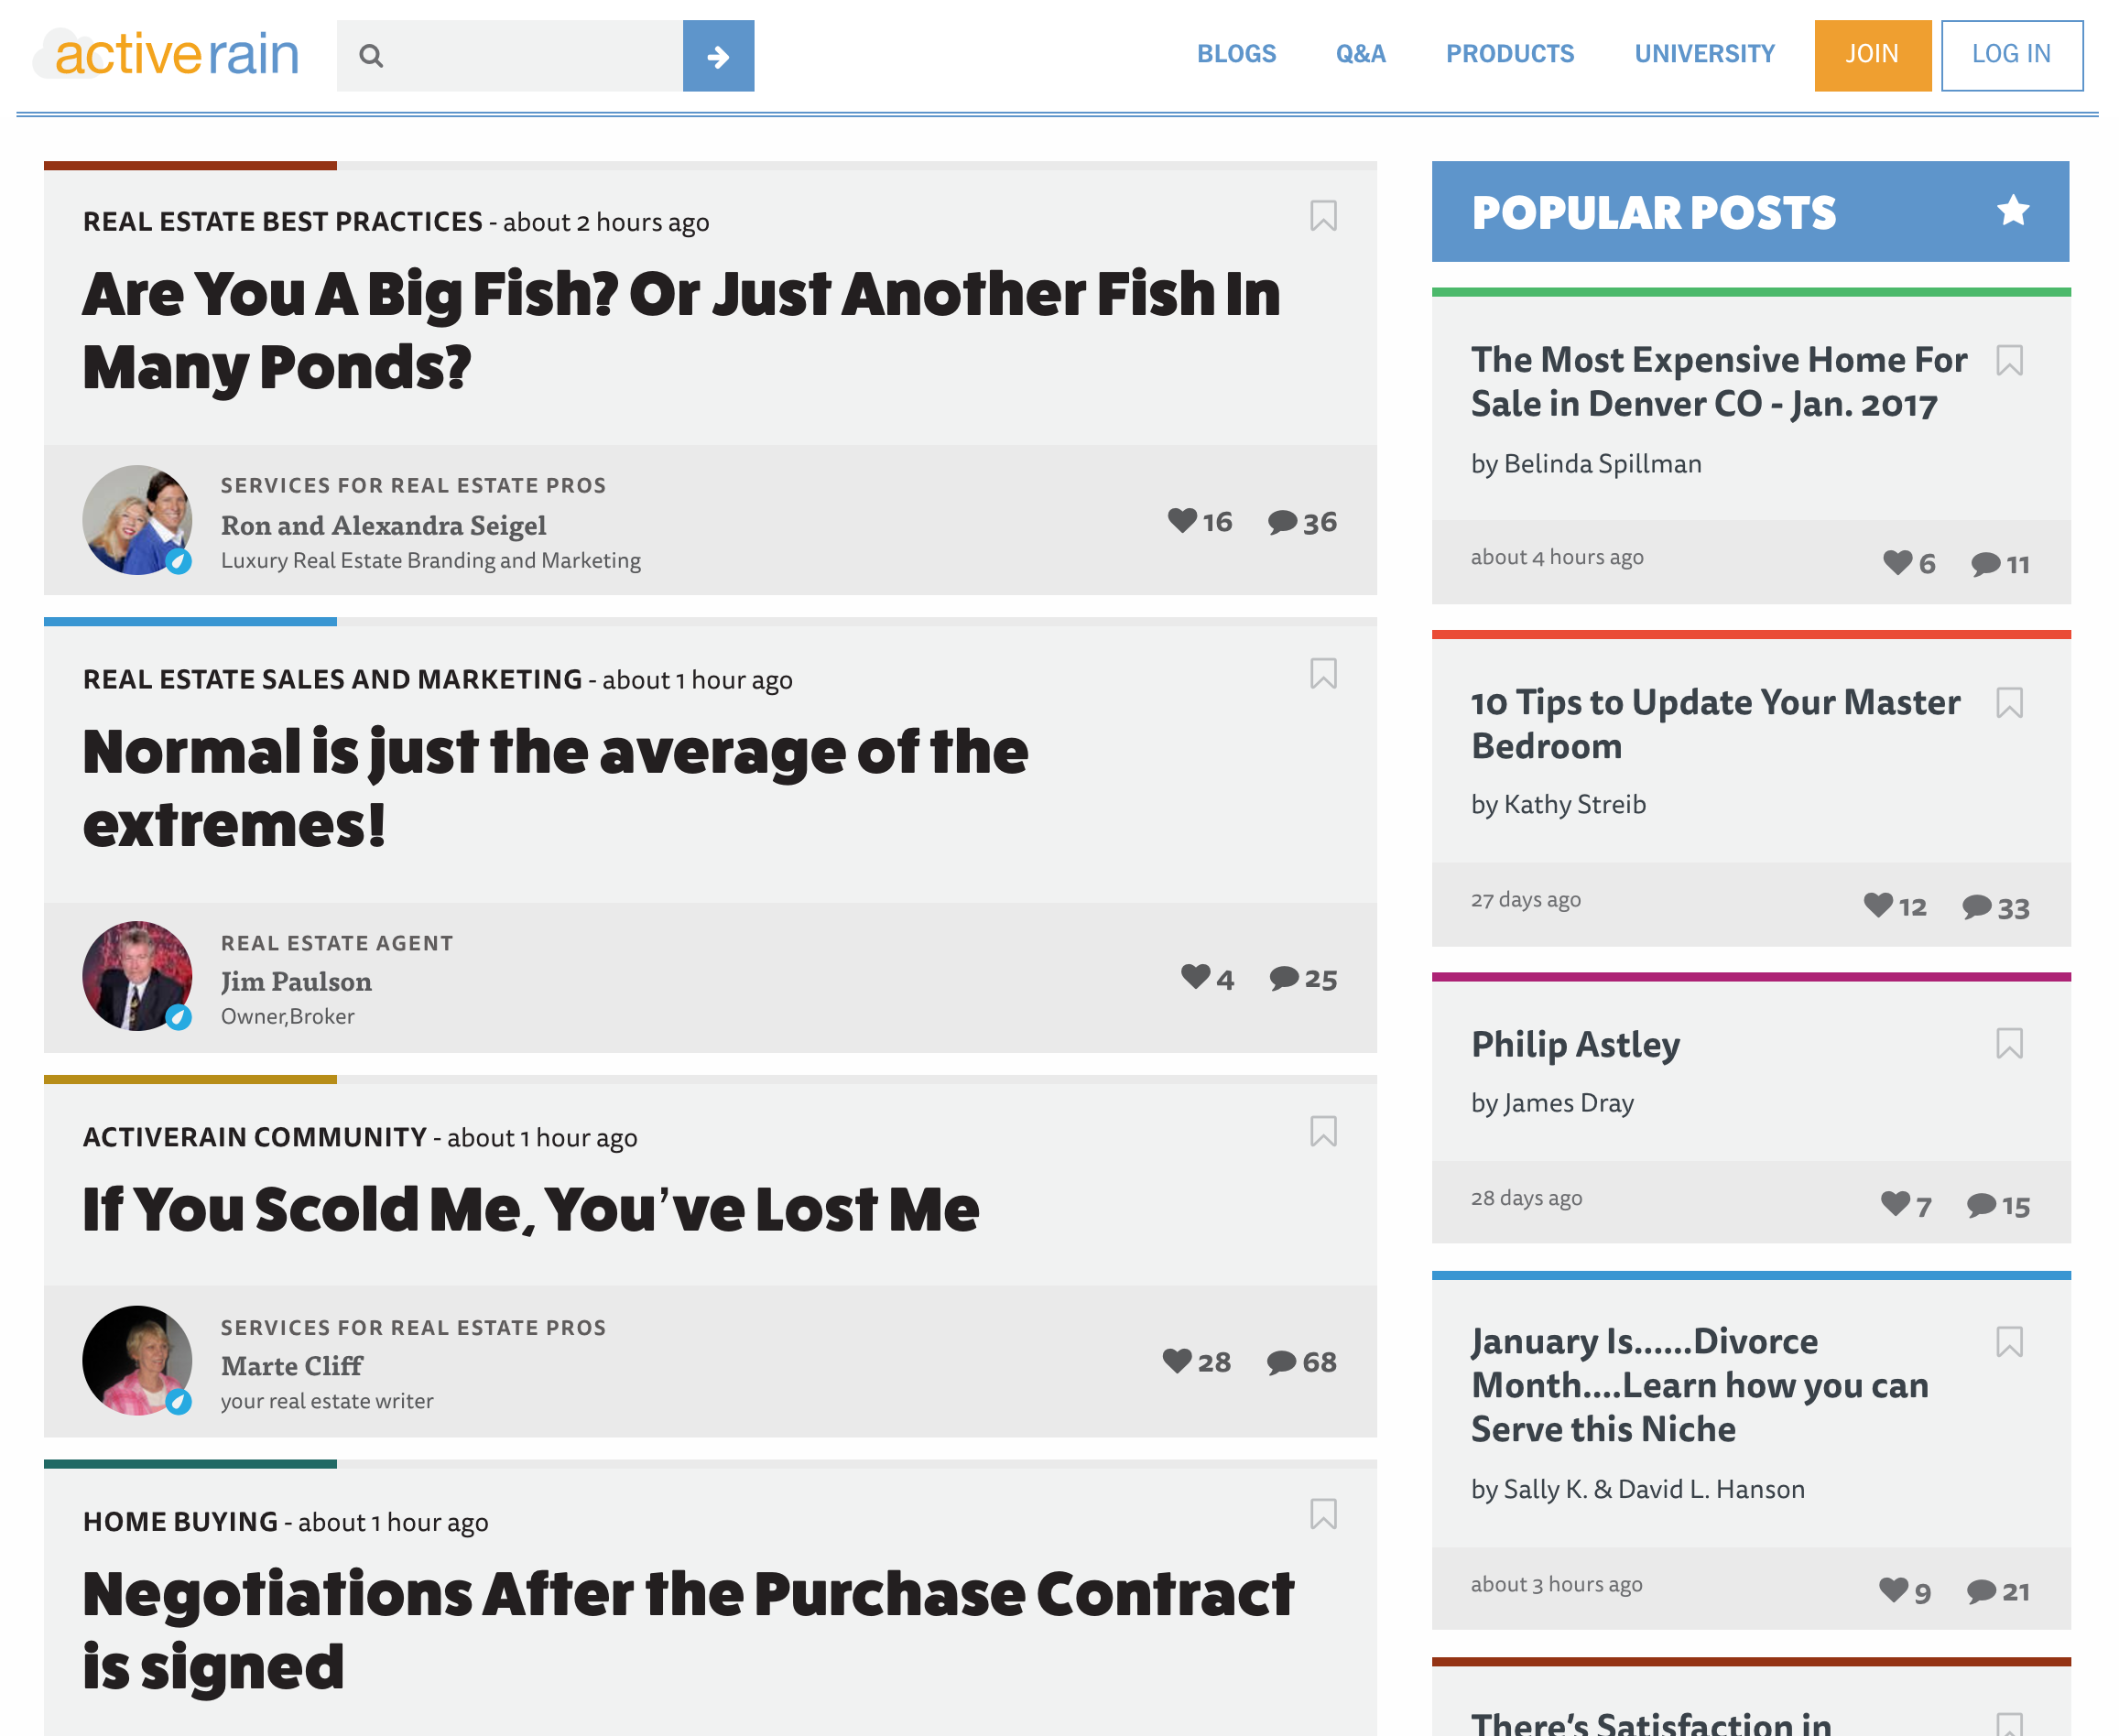 activerain
BLOGS
Q&A
PRODUCTS
UNIVERSITY
JOIN
LOG IN
REAL ESTATE BEST PRACTICES - about 2 hours ago
Are You A Big Fish? Or Just Another Fish In
Many Ponds?
SERVICES FOR REAL ESTATE PROS
Ron and Alexandra Seigel
Luxury Real Estate Branding and Marketing
16
36
REAL ESTATE SALES AND MARKETING - about 1 hour ago
Normal is just the average of the
extremes!
REAL ESTATE AGENT
Jim Paulson
Owner,Broker
4
25
ACTIVERAIN COMMUNITY - about 1 hour ago
If You Scold Me, You've Lost Me
SERVICES FOR REAL ESTATE PROS
Marte Cliff
your real estate writer
28
68
HOME BUYING - about 1 hour ago
Negotiations After the Purchase Contract
is signed
POPULAR POSTS
The Most Expensive Home For
Sale in Denver CO - Jan. 2017
by Belinda Spillman
about 4 hours ago
6
11
10 Tips to Update Your Master
Bedroom
by Kathy Streib
27 days ago
12
33
Philip Astley
by James Dray
28 days ago
7
15
January Is......Divorce
Month....Learn how you can
Serve this Niche
by Sally K. & David L. Hanson
about 3 hours ago
9
21
There's Satisfaction in